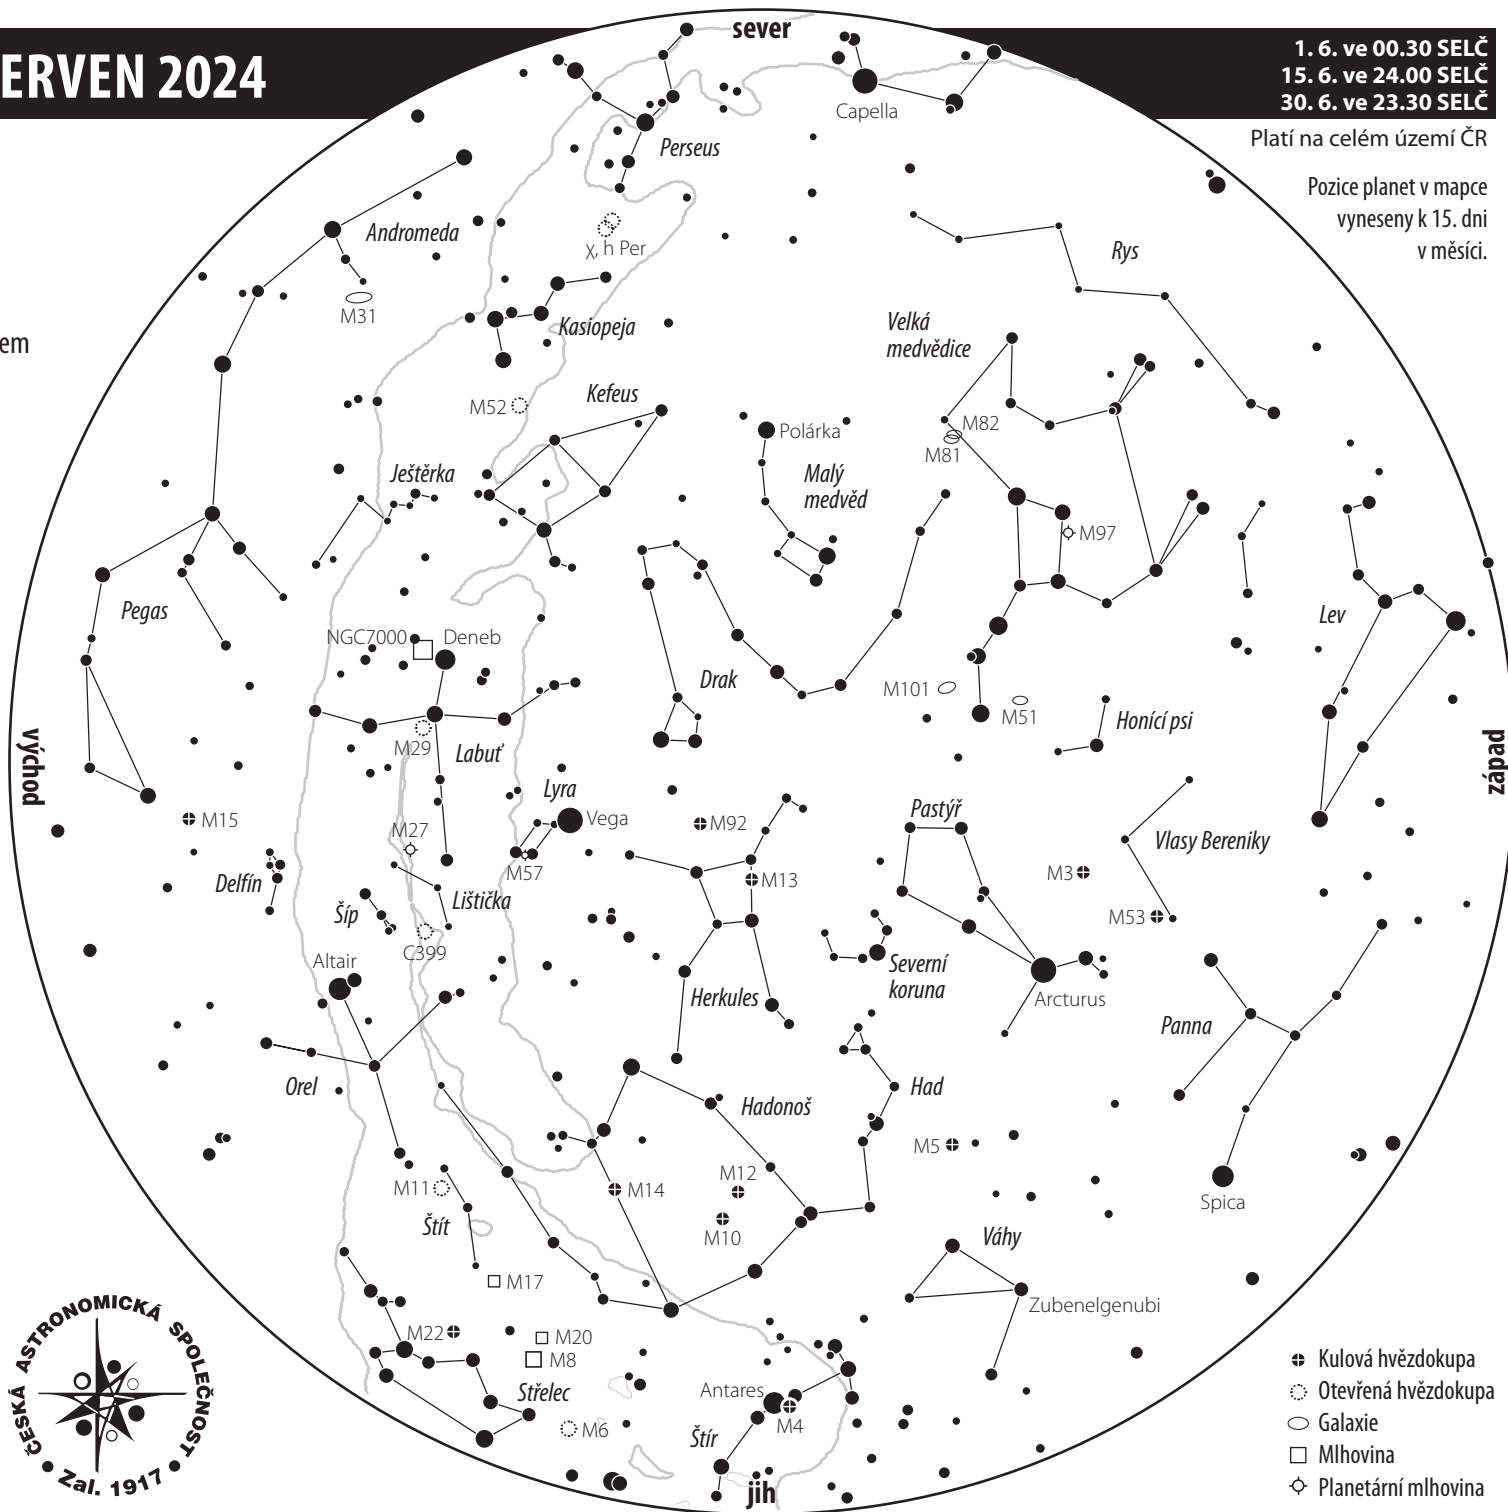 sever
ERVEN 2024
1. 6. ve 00.30 SELČ
15. 6. ve 24.00 SELČ
30. 6. ve 23.30 SELČ
Platí na celém území ČR
Pozice planet v mapce
vyneseny k 15. dni
v měsíci.
em
Capella
Perseus
Andromeda
χ, h Per
Rys
M31
Kasiopeja
Velká
medvědice
Kefeus
M52
M82
Polárka
M81
Ještěrka
Malý
medvěd
M97
Pegas
Lev
NGC7000
Deneb
Drak
M101
M51
Honící psi
M29
Labuť
východ
západ
Lyra
Vega
M15
M27
M92
Pastýř
Vlasy Bereniky
M57
Delfín
M13
M3
Lištička
Šíp
M53
C399
Altair
Severní
koruna
Herkules
Arcturus
Panna
Orel
Hadonoš
Had
M5
M11
M14
M12
M10
Spica
Štít
Váhy
M17
Zubenelgenubi
M22
M20
M8
Antares
Střelec
M6
M4
Štír
jih
Kulová hvězdokupa
Otevřená hvězdokupa
Galaxie
Mlhovina
Planetární mlhovina
ČESKÁ ASTRONOMICKÁ SPOLEČNOST
Zal. 1917